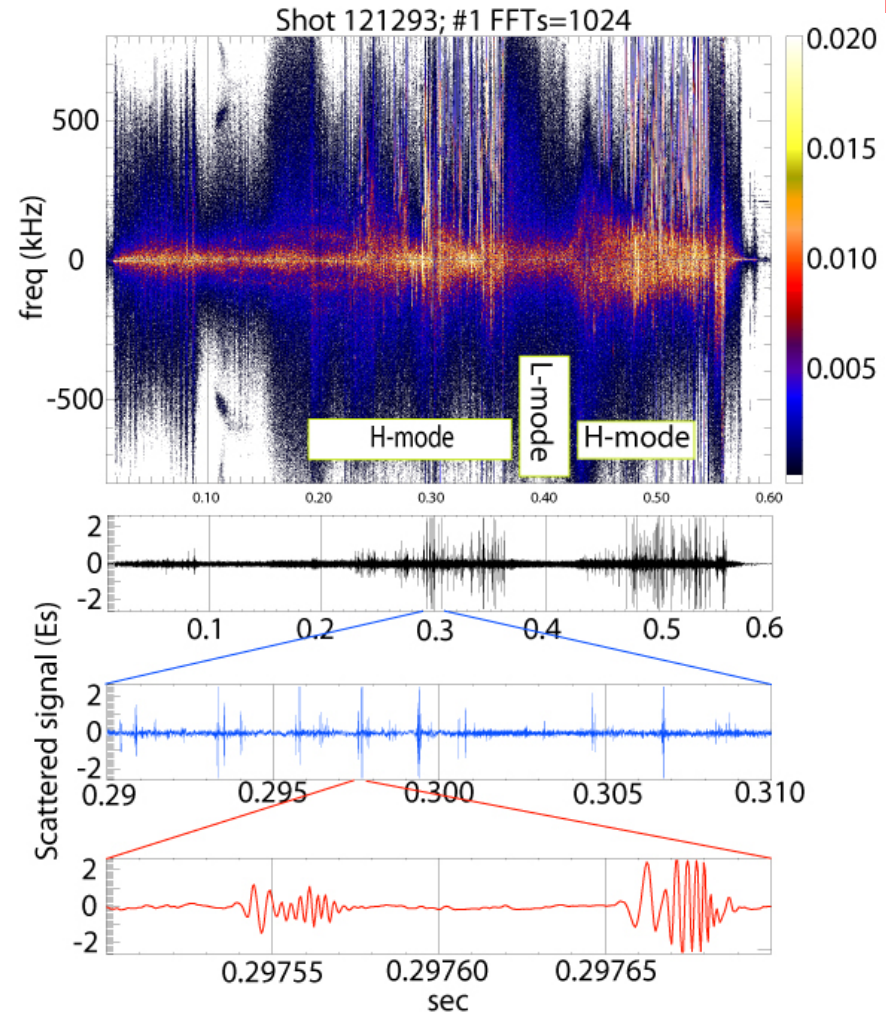 Shot 121293; #1 FFTs=1024
0.020
0.015
0.010
0.005
freq (kHz)
500
0
-500
H-mode
L-mode
H-mode
0.10 0.20 0.30 0.40 0.50 0.60
Scattered signal (Es)
2
0
-2
0.1 0.2 0.3 0.4 0.5 0.6
2
0
-2
0.29 0.295 0.300 0.305 0.310
2
0
-2
0.29755 0.29760 0.29765
sec